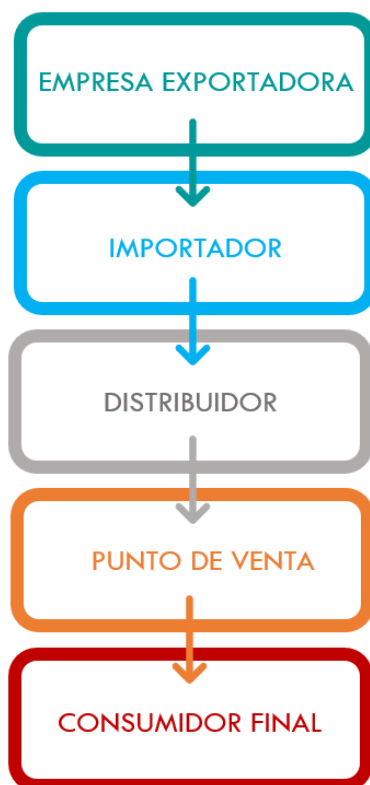 EMPRESA EXPORTADORA
IMPORTADOR
DISTRIBUIDOR
PUNTO DE VENTA
CONSUMIDOR FINAL